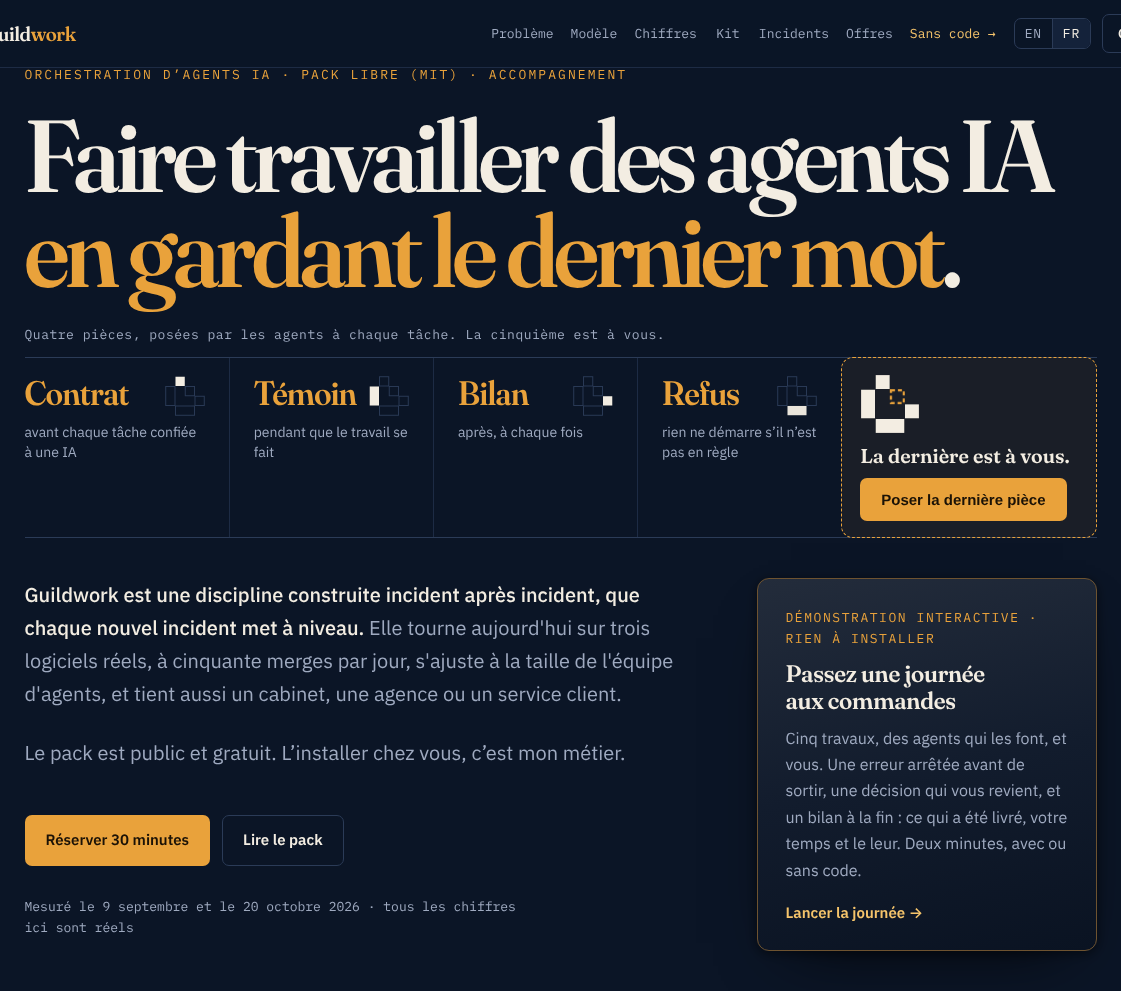 uildwork
Problème Modèle Chiffres Kit Incidents Offres Sans code → EN FR
ORCHESTRATION D’AGENTS IA · PACK LIBRE (MIT) · ACCOMPAGNEMENT
Faire travailler des agents IA
en gardant le dernier mot.
Quatre pièces, posées par les agents à chaque tâche. La cinquième est à vous.
Contrat
avant chaque tâche confiée
à une IA
Témoin
pendant que le travail se
fait
Bilan
après, à chaque fois
Refus
rien ne démarre s’il n’est
pas en règle
La dernière est à vous.
Poser la dernière pièce
Guildwork est une discipline construite incident après incident, que
chaque nouvel incident met à niveau. Elle tourne aujourd'hui sur trois
logiciels réels, à cinquante merges par jour, s'ajuste à la taille de l'équipe
d'agents, et tient aussi un cabinet, une agence ou un service client.
Le pack est public et gratuit. L’installer chez vous, c’est mon métier.
Réserver 30 minutes
Lire le pack
Mesuré le 9 septembre et le 20 octobre 2026 · tous les chiffres
ici sont réels
DÉMONSTRATION INTERACTIVE ·
RIEN À INSTALLER
Passez une journée
aux commandes
Cinq travaux, des agents qui les font, et
vous. Une erreur arrêtée avant de
sortir, une décision qui vous revient, et
un bilan à la fin : ce qui a été livré, votre
temps et le leur. Deux minutes, avec ou
sans code.
Lancer la journée →